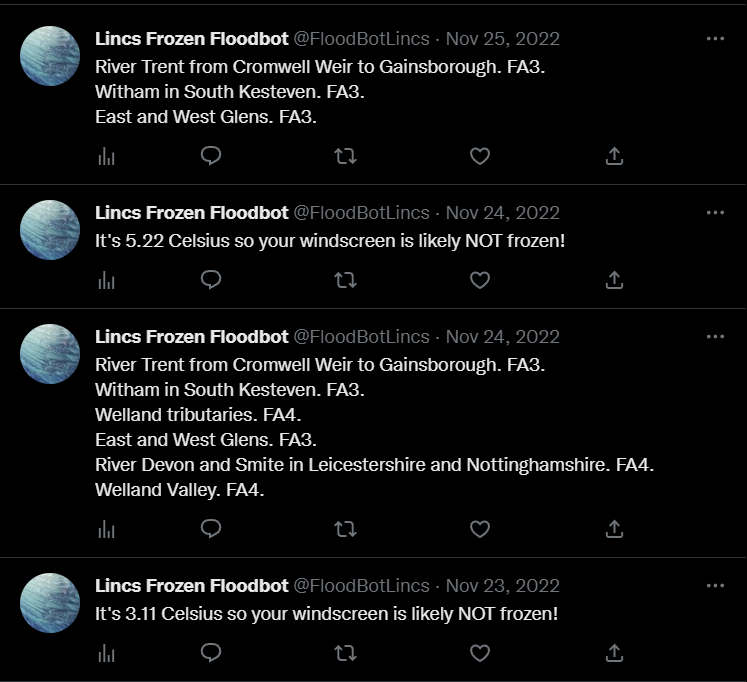 Lincs Frozen Floodbot @FloodBotLincs · Nov 25, 2022
River Trent from Cromwell Weir to Gainsborough. FA3.
Witham in South Kesteven. FA3.
East and West Glens. FA3.
Lincs Frozen Floodbot @FloodBotLincs · Nov 24, 2022
It's 5.22 Celsius so your windscreen is likely NOT frozen!
Lincs Frozen Floodbot @FloodBotLincs · Nov 24, 2022
River Trent from Cromwell Weir to Gainsborough. FA3.
Witham in South Kesteven. FA3.
Welland tributaries. FA4.
East and West Glens. FA3.
River Devon and Smite in Leicestershire and Nottinghamshire. FA4.
Welland Valley. FA4.
Lincs Frozen Floodbot @FloodBotLincs · Nov 23, 2022
It's 3.11 Celsius so your windscreen is likely NOT frozen!